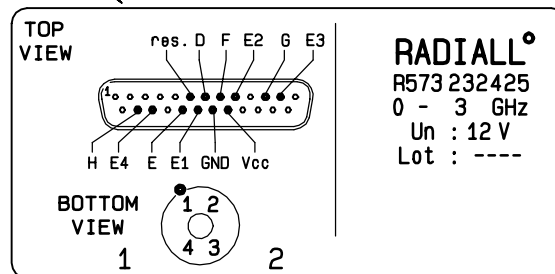 TOP
VIEW
res. D F E2 G E3
1
H E4 E E1 GND Vcc
BOTTOM
VIEW
1 2
4 3
1 2
RADIALL°
R573 232425
0 - 3 GHz
Un : 12 V
Lot : ----